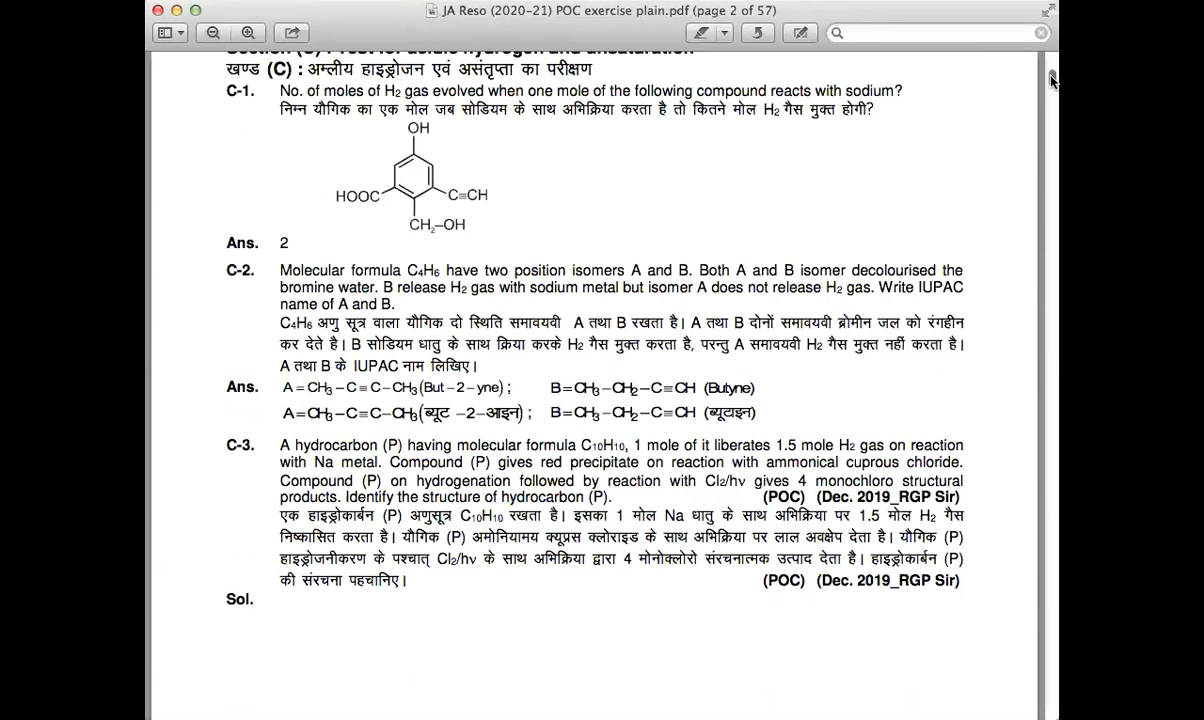 JA Reso (2020-21) POC exercise plain.pdf (page 2 of 57)
खण्ड (C) : अम्लीय हाइड्रोजन एवं असंतृप्ता का परीक्षण
C-1. No. of moles of H₂ gas evolved when one mole of the following compound reacts with sodium?
निम्न यौगिक का एक मोल जब सोडियम के साथ अभिक्रिया करता है तो कितने मोल H₂ गैस मुक्त होगी?
OH
HOOC C≡CH
CH₂–OH
Ans. 2
C-2. Molecular formula C₄H₆ have two position isomers A and B. Both A and B isomer decolourised the
bromine water. B release H₂ gas with sodium metal but isomer A does not release H₂ gas. Write IUPAC
name of A and B.
C₄H₆ अणु सूत्र वाला यौगिक दो स्थिति समावयवी A तथा B रखता है। A तथा B दोनों समावयवी ब्रोमीन जल को रंगहीन
कर देते है। B सोडियम धातु के साथ क्रिया करके H₂ गैस मुक्त करता है, परन्तु A समावयवी H₂ गैस मुक्त नहीं करता है।
A तथा B के IUPAC नाम लिखिए।
Ans. A = CH₃ – C ≡ C – CH₃ (But – 2 – yne) ; B = CH₃ – CH₂ – C ≡ CH (Butyne)
A = CH₃ – C ≡ C – CH₃ (ब्यूट –2– आइन) ; B = CH₃ – CH₂ – C ≡ CH (ब्यूटाइन)
C-3. A hydrocarbon (P) having molecular formula C₁₀H₁₀, 1 mole of it liberates 1.5 mole H₂ gas on reaction
with Na metal. Compound (P) gives red precipitate on reaction with ammonical cuprous chloride.
Compound (P) on hydrogenation followed by reaction with Cl₂/hν gives 4 monochloro structural
products. Identify the structure of hydrocarbon (P). (POC) (Dec. 2019_RGP Sir)
एक हाइड्रोकार्बन (P) अणुसूत्र C₁₀H₁₀ रखता है। इसका 1 मोल Na धातु के साथ अभिक्रिया पर 1.5 मोल H₂ गैस
निष्कासित करता है। यौगिक (P) अमोनियामय क्यूप्रस क्लोराइड के साथ अभिक्रिया पर लाल अवक्षेप देता है। यौगिक (P)
हाइड्रोजनीकरण के पश्चात् Cl₂/hν के साथ अभिक्रिया द्वारा 4 मोनोक्लोरो संरचनात्मक उत्पाद देता है। हाइड्रोकार्बन (P)
की संरचना पहचानिए। (POC) (Dec. 2019_RGP Sir)
Sol.